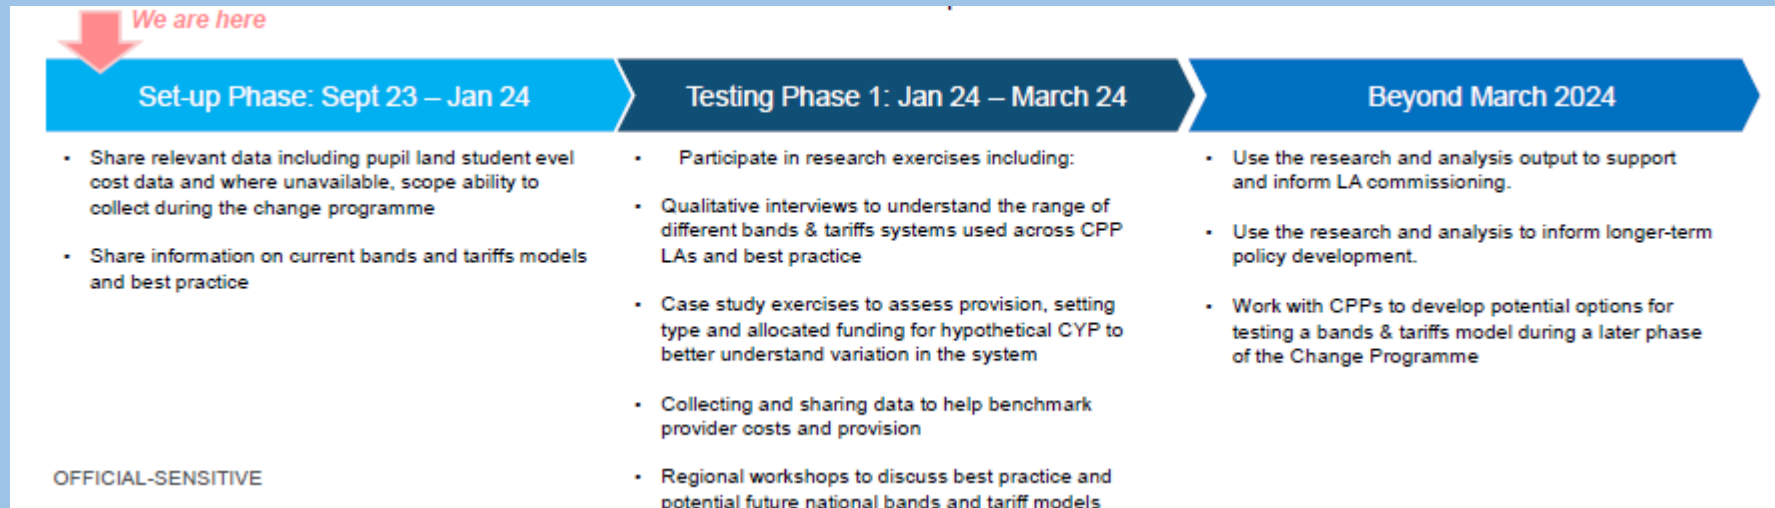 We are here
Set-up Phase: Sept 23 – Jan 24
Testing Phase 1: Jan 24 – March 24
Beyond March 2024
▪ Share relevant data including pupil land student evel
cost data and where unavailable, scope ability to
collect during the change programme
▪ Share information on current bands and tariffs models
and best practice
▪ Participate in research exercises including:
▪ Qualitative interviews to understand the range of
different bands & tariffs systems used across CPP
LAs and best practice
▪ Case study exercises to assess provision, setting
type and allocated funding for hypothetical CYP to
better understand variation in the system
▪ Collecting and sharing data to help benchmark
provider costs and provision
▪ Regional workshops to discuss best practice and
potential future national bands and tariff models
▪ Use the research and analysis output to support
and inform LA commissioning.
▪ Use the research and analysis to inform longer-term
policy development.
▪ Work with CPPs to develop potential options for
testing a bands & tariffs model during a later phase
of the Change Programme
OFFICIAL-SENSITIVE